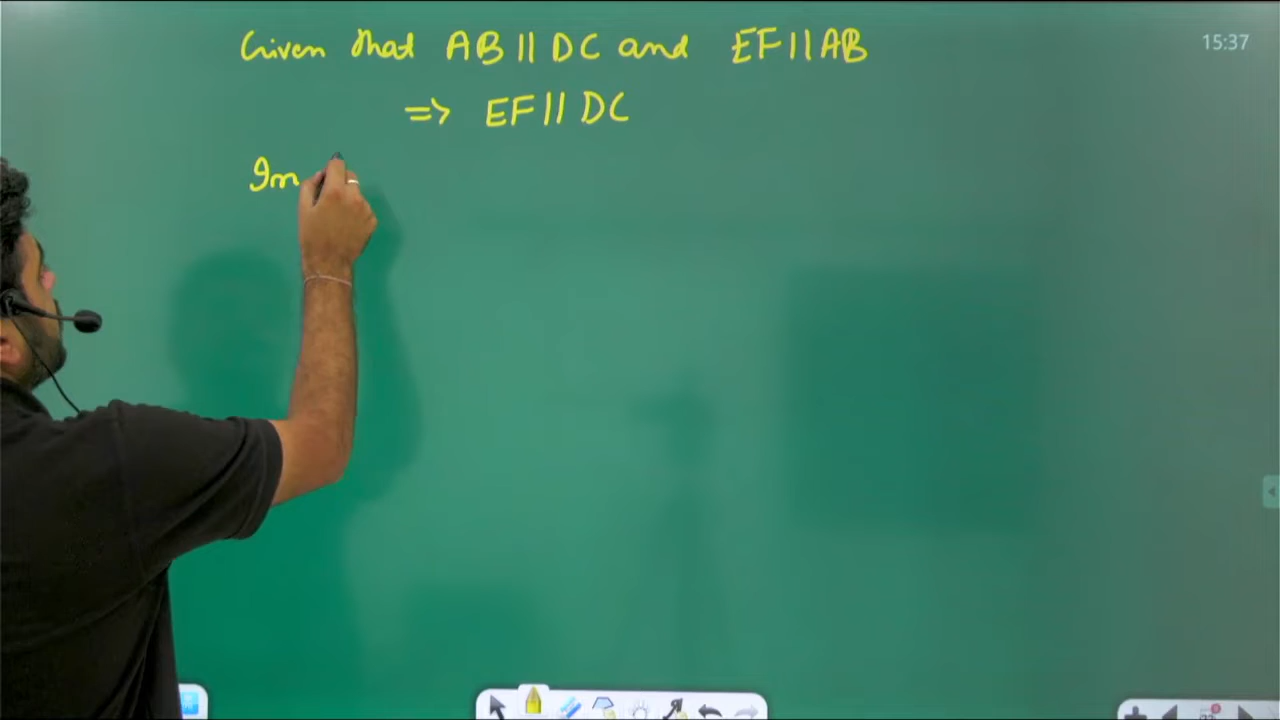 Given that AB || DC and EF || AB
=> EF || DC
In
15:37